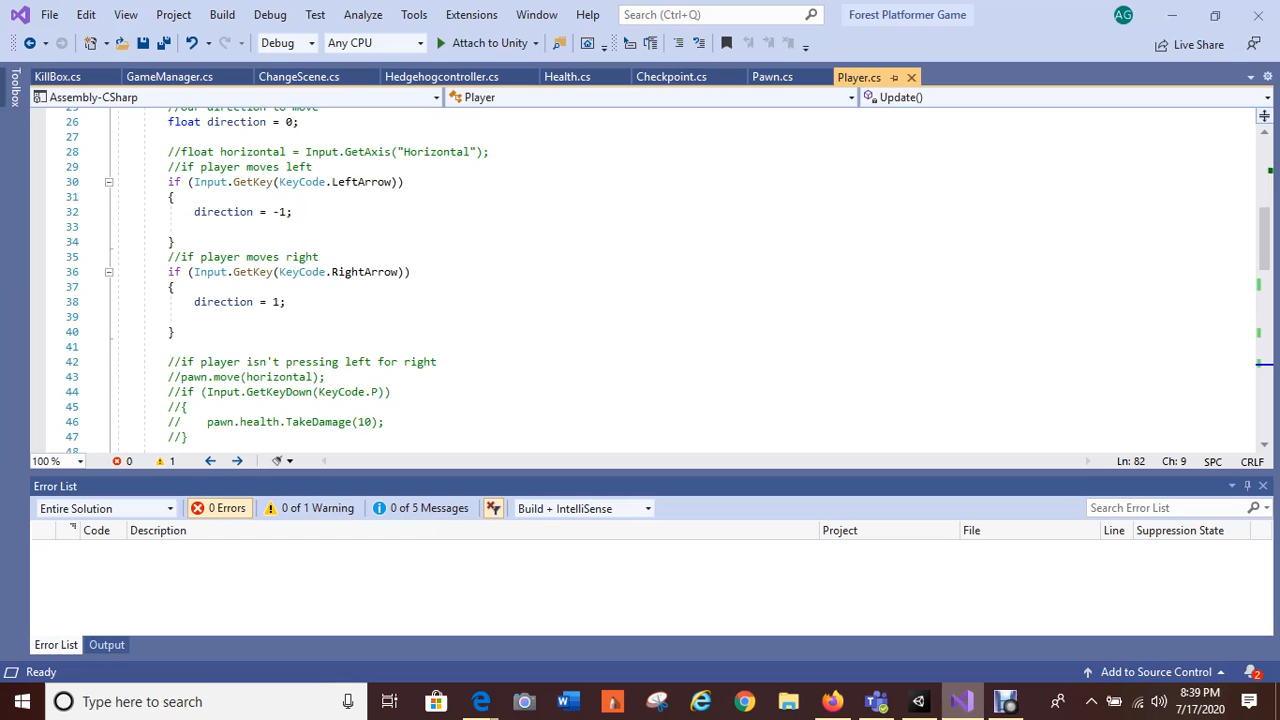 File Edit View Project Build Debug Test Analyze Tools Extensions Window Help Search (Ctrl+Q) Forest Platformer Game AG
Debug Any CPU Attach to Unity Live Share
Toolbox
KillBox.cs GameManager.cs ChangeScene.cs Hedgehogcontroller.cs Health.cs Checkpoint.cs Pawn.cs Player.cs
Assembly-CSharp Player Update()
25 //our direction to move
26 float direction = 0;
27
28 //float horizontal = Input.GetAxis("Horizontal");
29 //if player moves left
30 if (Input.GetKey(KeyCode.LeftArrow))
31 {
32 direction = -1;
33
34 }
35 //if player moves right
36 if (Input.GetKey(KeyCode.RightArrow))
37 {
38 direction = 1;
39
40 }
41
42 //if player isn't pressing left for right
43 //pawn.move(horizontal);
44 //if (Input.GetKeyDown(KeyCode.P))
45 //{
46 // pawn.health.TakeDamage(10);
47 //}
48
100 % 0 1 Ln: 82 Ch: 9 SPC CRLF
Error List
Entire Solution 0 Errors 0 of 1 Warning 0 of 5 Messages Build + IntelliSense Search Error List
Code Description Project File Line Suppression State
Error List Output
Ready Add to Source Control 2
Type here to search 8:39 PM
7/17/2020